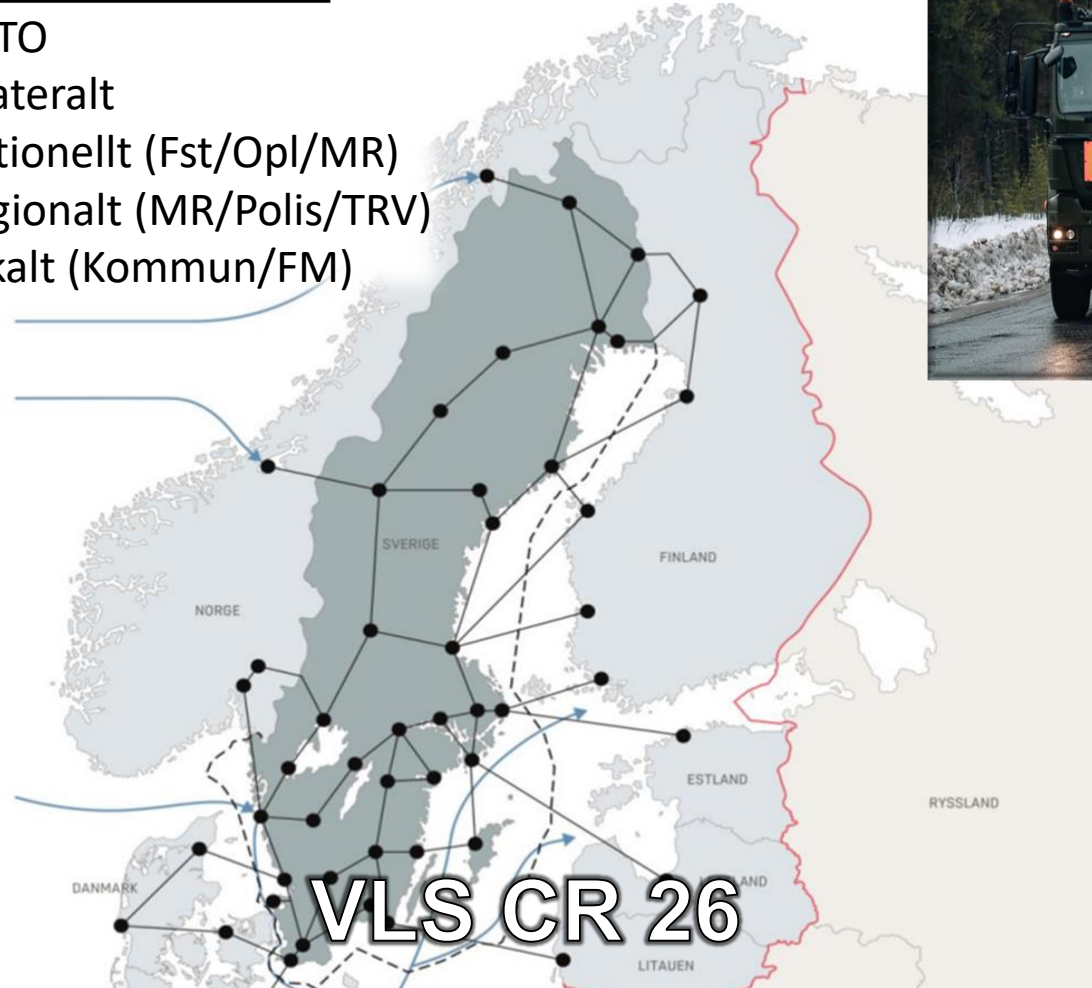 TO
ateralt
tionellt (Fst/Opl/MR)
gionalt (MR/Polis/TRV)
kalt (Kommun/FM)
SVERIGE
FINLAND
NORGE
ESTLAND
RYSSLAND
DANMARK
LAND
VLS CR 26
LITAUEN